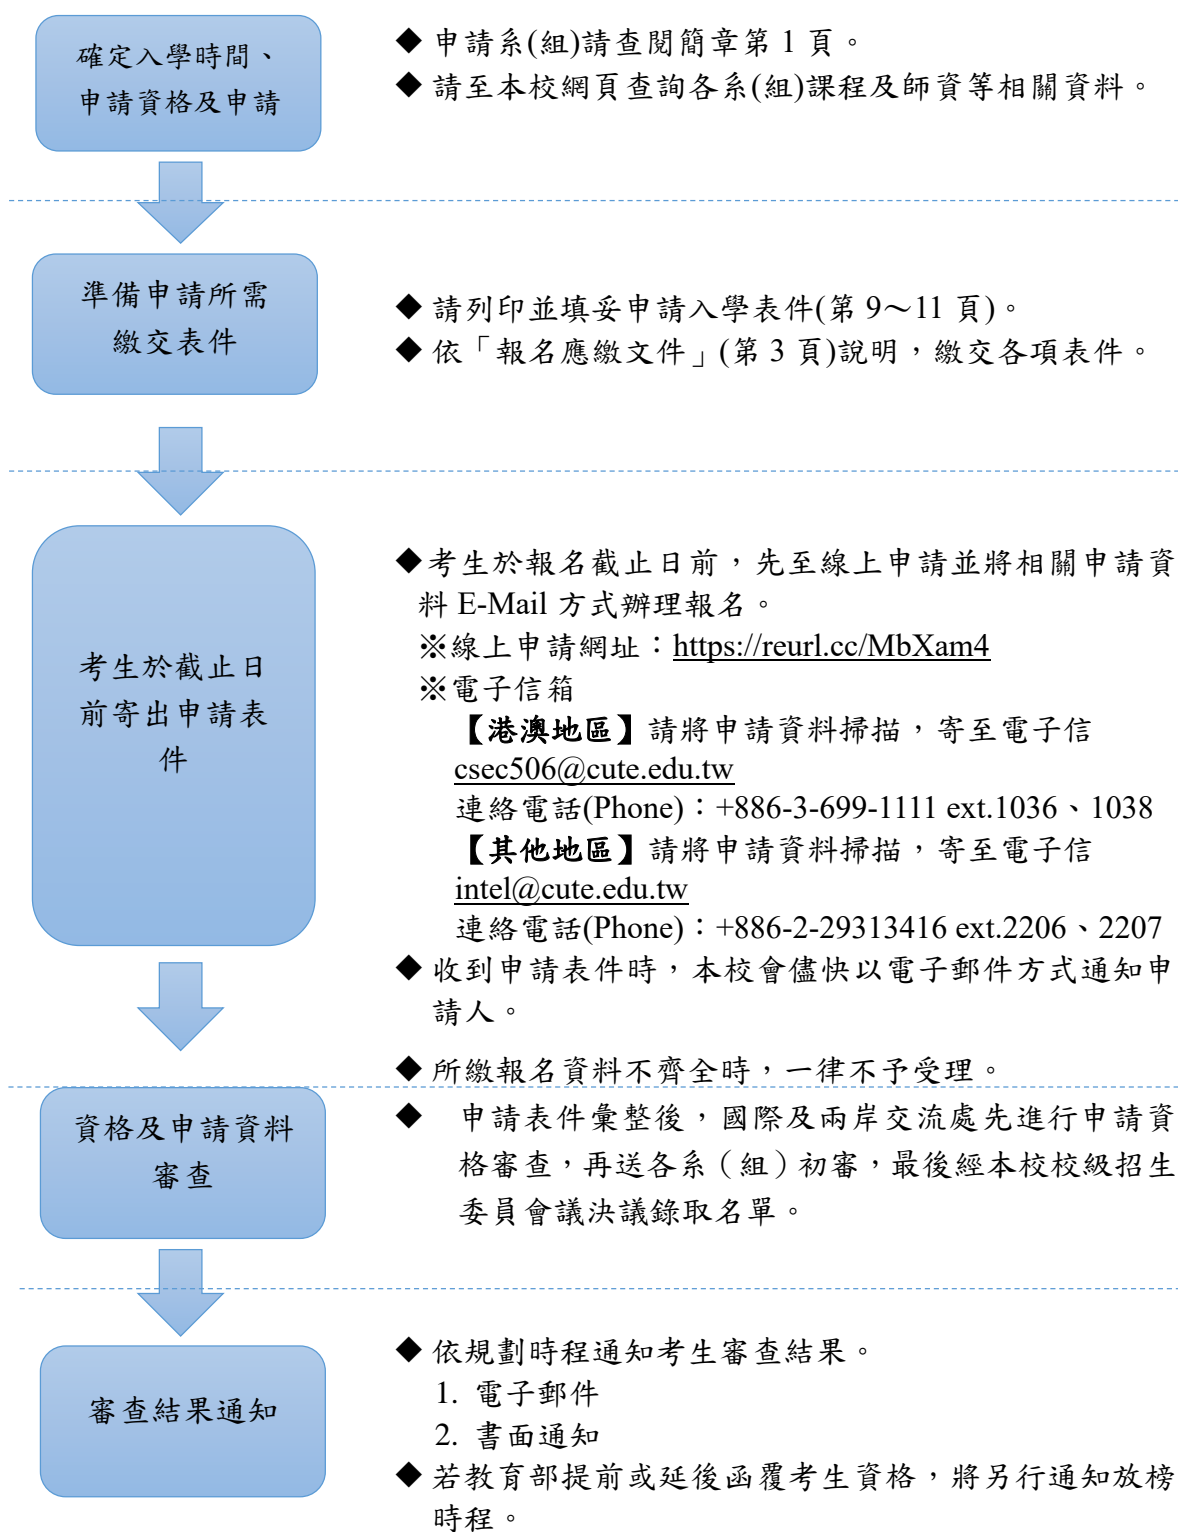 確定入學時間、
申請資格及申請
◆ 申請系(組)請查閱簡章第 1 頁。
◆ 請至本校網頁查詢各系(組)課程及師資等相關資料。
準備申請所需
繳交表件
◆ 請列印並填妥申請入學表件(第 9～11 頁)。
◆ 依「報名應繳文件」(第 3 頁)說明，繳交各項表件。
考生於截止日
前寄出申請表
件
◆考生於報名截止日前，先至線上申請並將相關申請資
料 E-Mail 方式辦理報名。
※線上申請網址：https://reurl.cc/MbXam4
※電子信箱
【港澳地區】請將申請資料掃描，寄至電子信
csec506@cute.edu.tw
連絡電話(Phone)：+886-3-699-1111 ext.1036、1038
【其他地區】請將申請資料掃描，寄至電子信
intel@cute.edu.tw
連絡電話(Phone)：+886-2-29313416 ext.2206、2207
◆ 收到申請表件時，本校會儘快以電子郵件方式通知申
請人。
◆ 所繳報名資料不齊全時，一律不予受理。
資格及申請資料
審查
◆ 申請表件彙整後，國際及兩岸交流處先進行申請資
格審查，再送各系（組）初審，最後經本校校級招生
委員會議決議錄取名單。
審查結果通知
◆ 依規劃時程通知考生審查結果。
1. 電子郵件
2. 書面通知
◆ 若教育部提前或延後函覆考生資格，將另行通知放榜
時程。